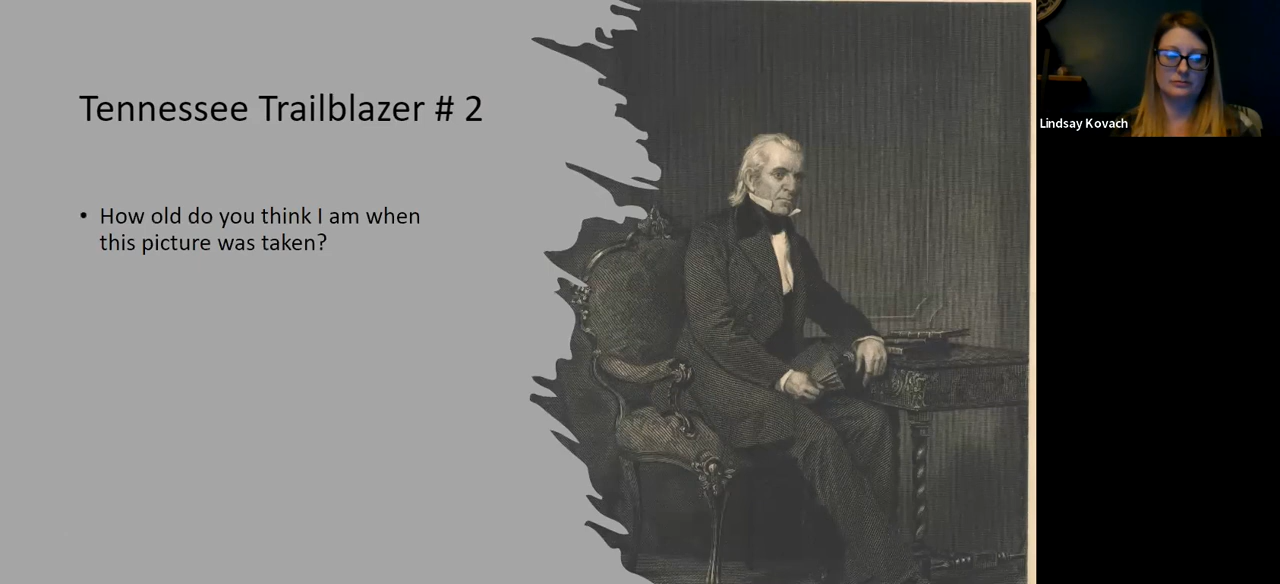 Tennessee Trailblazer # 2
• How old do you think I am when
this picture was taken?
Lindsay Kovach